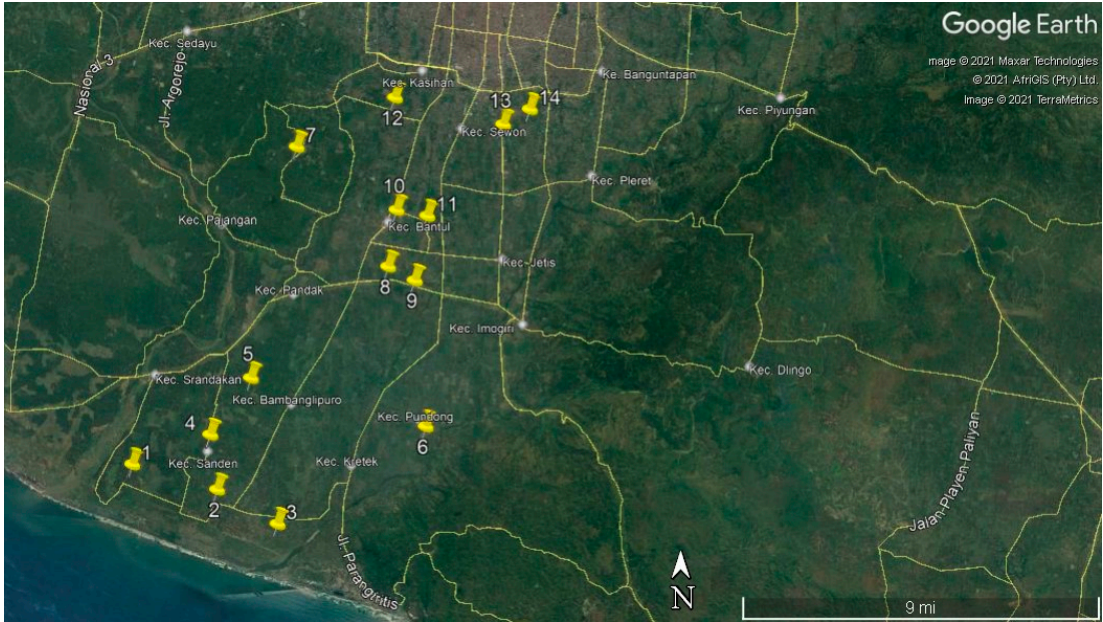 Google Earth
mage © 2021 Maxar Technologies
© 2021 AfriGIS (Pty) Ltd.
Image © 2021 TerraMetrics
Kec. Sedayu
Nasional 3
Jl. Argorejo
Kec. Kasihan
Ke. Banguntapan
Kec. Piyungan
12
13
14
Kec. Sewon
7
Kec. Pleret
10
11
Kec. Pajangan
Kec. Bantul
8
9
Kec. Jetis
Kec. Pandak
Kec. Imogiri
5
Kec. Srandakan
Kec. Dlingo
Kec. Bambanglipuro
4
Kec. Pundong
6
1
Kec. Sanden
Kec. Kretek
2
3
Jalan-Playen-Paliyan
Jl. Parangtritis
N
9 mi